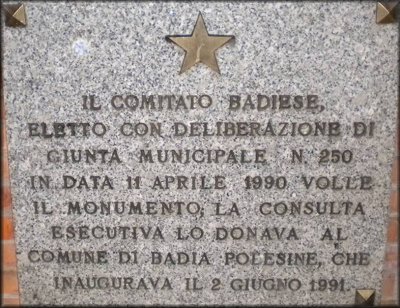 IL COMITATO BADIESE,
ELETTO CON DELIBERAZIONE DI
GIUNTA MUNICIPALE N. 250
IN DATA 11 APRILE 1990 VOLLE
IL MONUMENTO; LA CONSULTA
ESECUTIVA LO DONAVA AL
COMUNE DI BADIA POLESINE, CHE
INAUGURAVA IL 2 GIUGNO 1991.